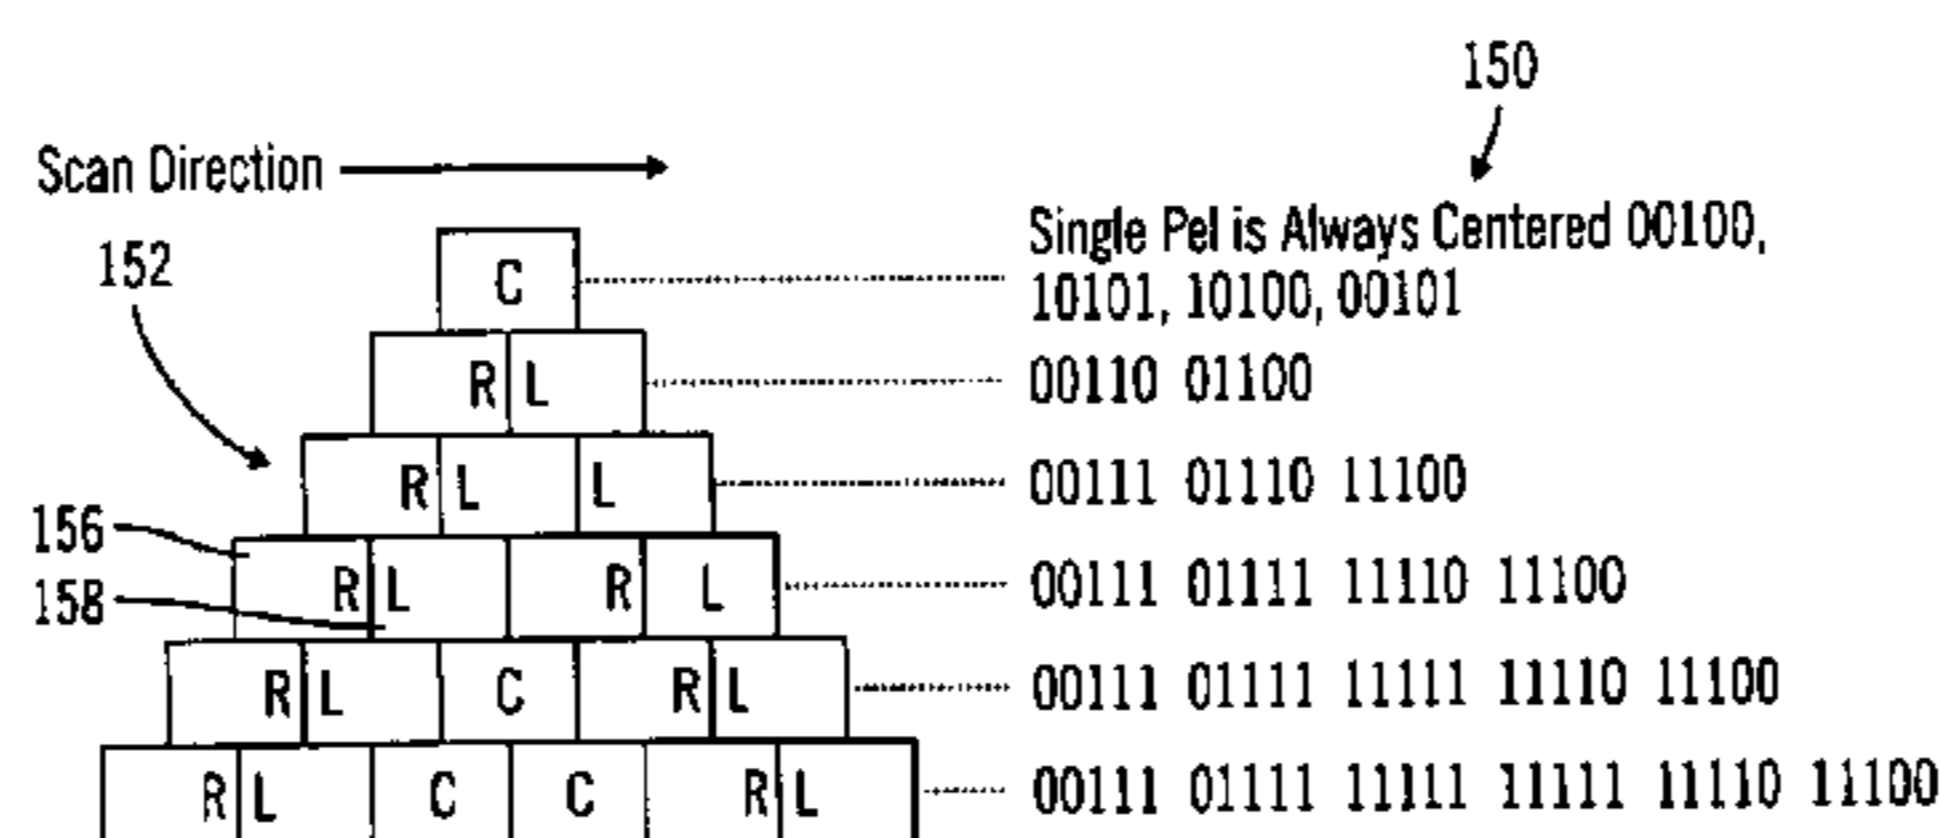 150
Scan Direction
Single Pel is Always Centered 00100,
152
C
10101, 10100, 00101
R L
00110 01100
R L L
00111 01110 11100
156
R L R L
00111 01111 11110 11100
158
R L C R L
00111 01111 11111 11110 11100
R L C C R L
00111 01111 11111 11111 11110 11100